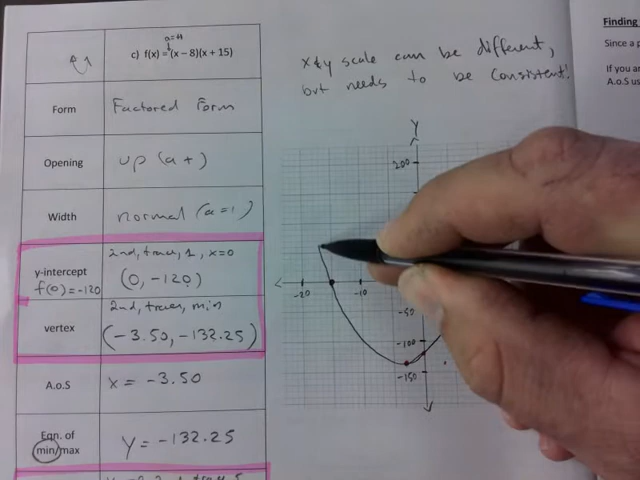 a=+1
c) f(x) = (x – 8)(x + 15)
Form
Factored Form
Opening
up (a+)
Width
normal (a=1)
y-intercept
f(0)=-120
2nd, trace, 1, x=0
(0, -120)
vertex
2nd, trace, min
(-3.50, -132.25)
A.o.S
x = -3.50
Eqn. of
min/max
y = -132.25
x & y scale can be different,
but needs to be consistent!
Y
200
-20
-10
-50
-100
-150
Finding
Since a p
If you ar
A.o.S us